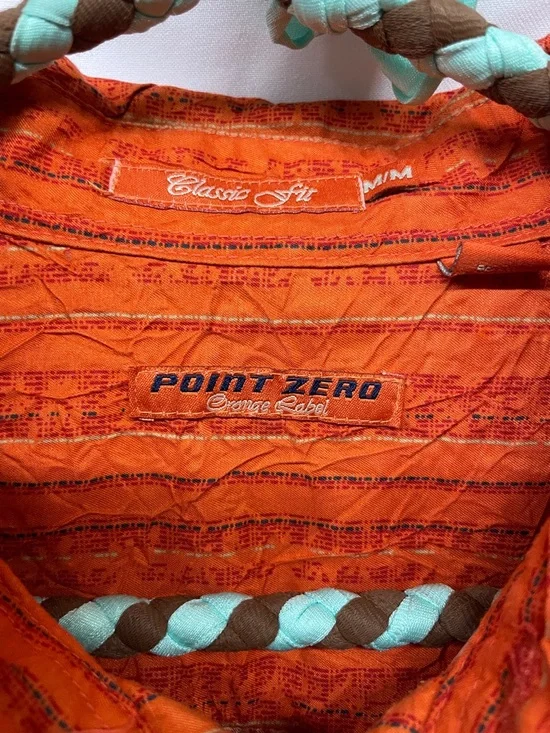 Classic Fit
M/M
POINT ZERO
Orange Label